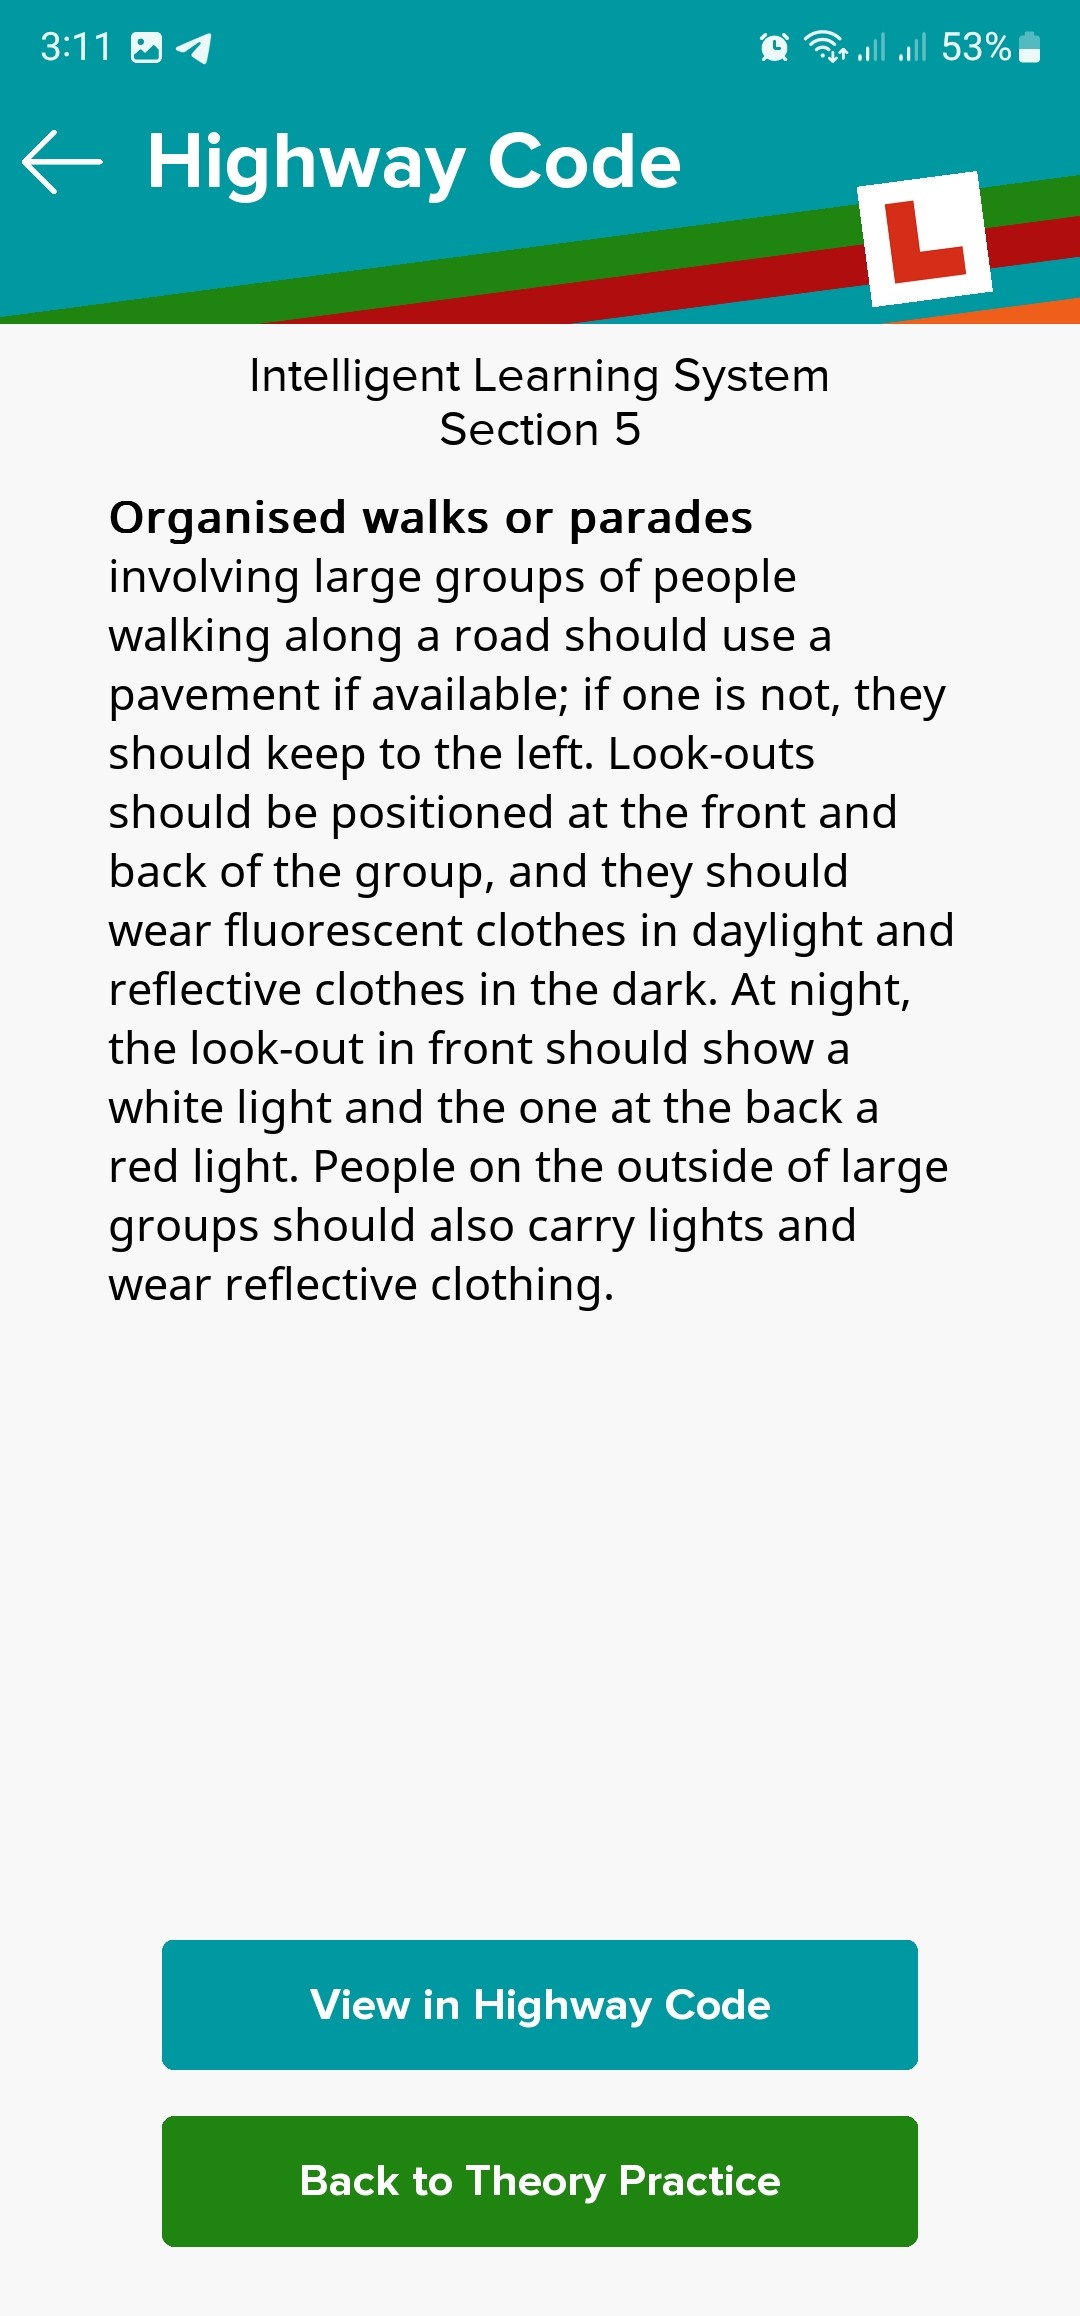 3:11
53%
Highway Code
L
Intelligent Learning System
Section 5
Organised walks or parades
involving large groups of people
walking along a road should use a
pavement if available; if one is not, they
should keep to the left. Look-outs
should be positioned at the front and
back of the group, and they should
wear fluorescent clothes in daylight and
reflective clothes in the dark. At night,
the look-out in front should show a
white light and the one at the back a
red light. People on the outside of large
groups should also carry lights and
wear reflective clothing.
View in Highway Code
Back to Theory Practice